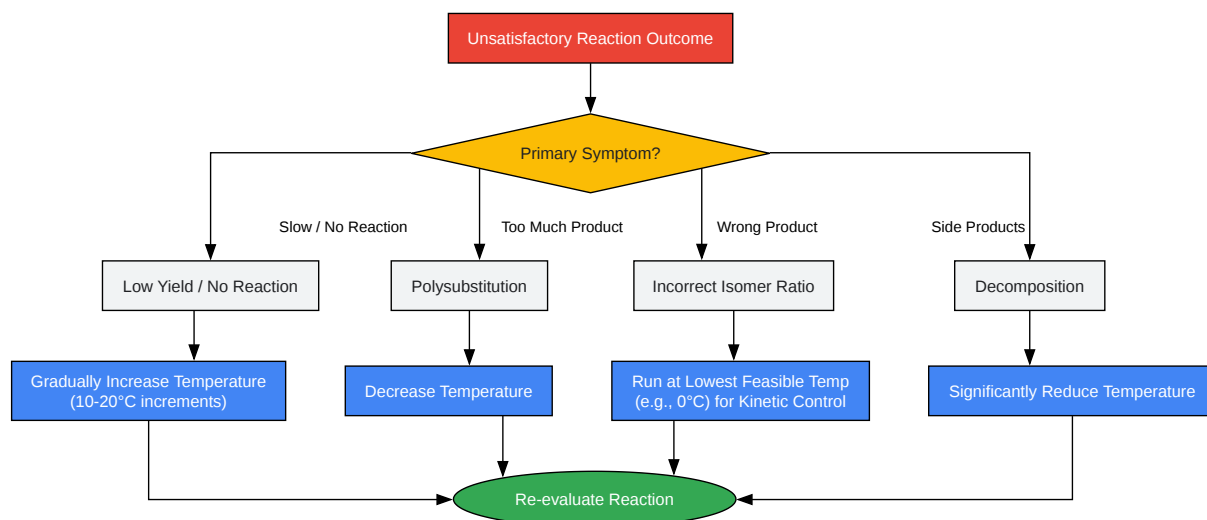 Unsatisfactory Reaction Outcome
Primary Symptom?
Slow / No Reaction
Too Much Product
Wrong Product
Side Products
Low Yield / No Reaction
Polysubstitution
Incorrect Isomer Ratio
Decomposition
Gradually Increase Temperature
(10-20°C increments)
Decrease Temperature
Run at Lowest Feasible Temp
(e.g., 0°C) for Kinetic Control
Significantly Reduce Temperature
Re-evaluate Reaction